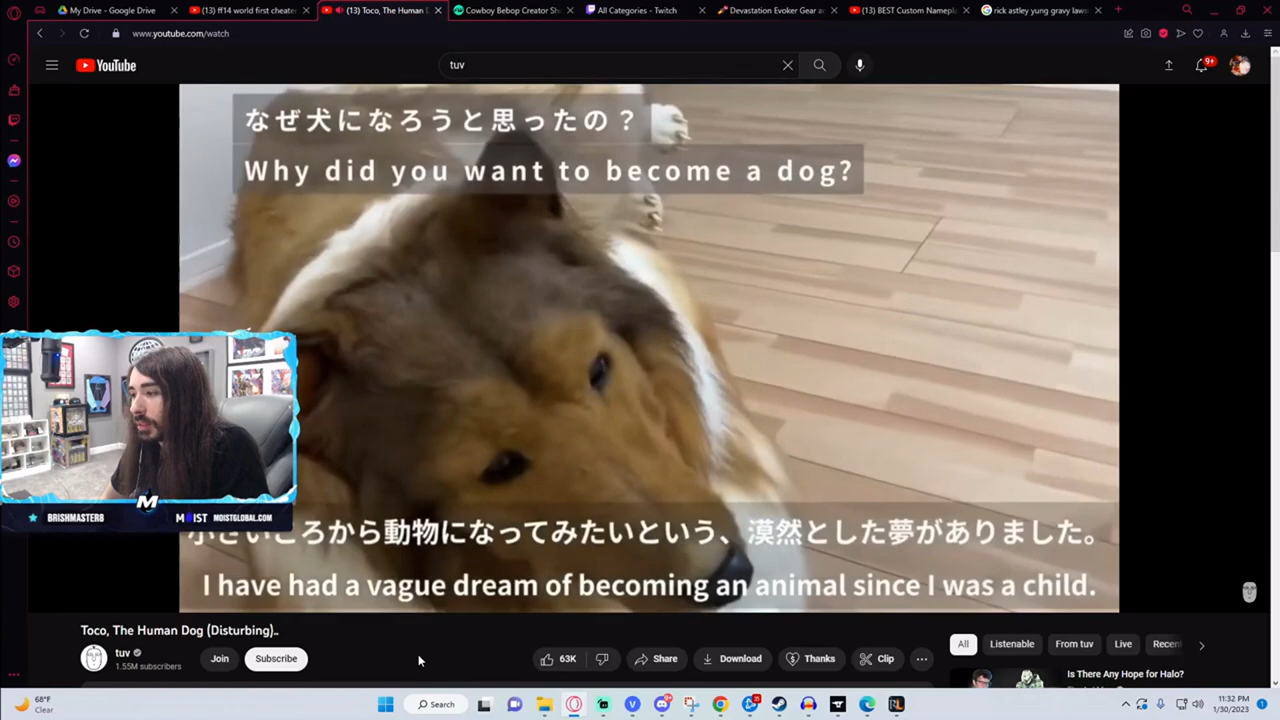 My Drive - Google Drive
(13) ff14 world first cheater
(13) Toco, The Human D
Cowboy Bebop Creator Sh
All Categories - Twitch
Devastation Evoker Gear a
(13) BEST Custom Namepla
rick astley yung gravy laws
www.youtube.com/watch
YouTube
tuv
9+
なぜ犬になろうと思ったの？
Why did you want to become a dog?
小さいころから動物になってみたいという、漠然とした夢がありました。
I have had a vague dream of becoming an animal since I was a child.
BRISHMASTER8
M
MOIST
MOISTGLOBAL.COM
Toco, The Human Dog (Disturbing)..
tuv
1.55M subscribers
Join
Subscribe
63K
Share
Download
Thanks
Clip
All
Listenable
From tuv
Live
Recen
Is There Any Hope for Halo?
68°F
Clear
Search
11:32 PM
1/30/2023